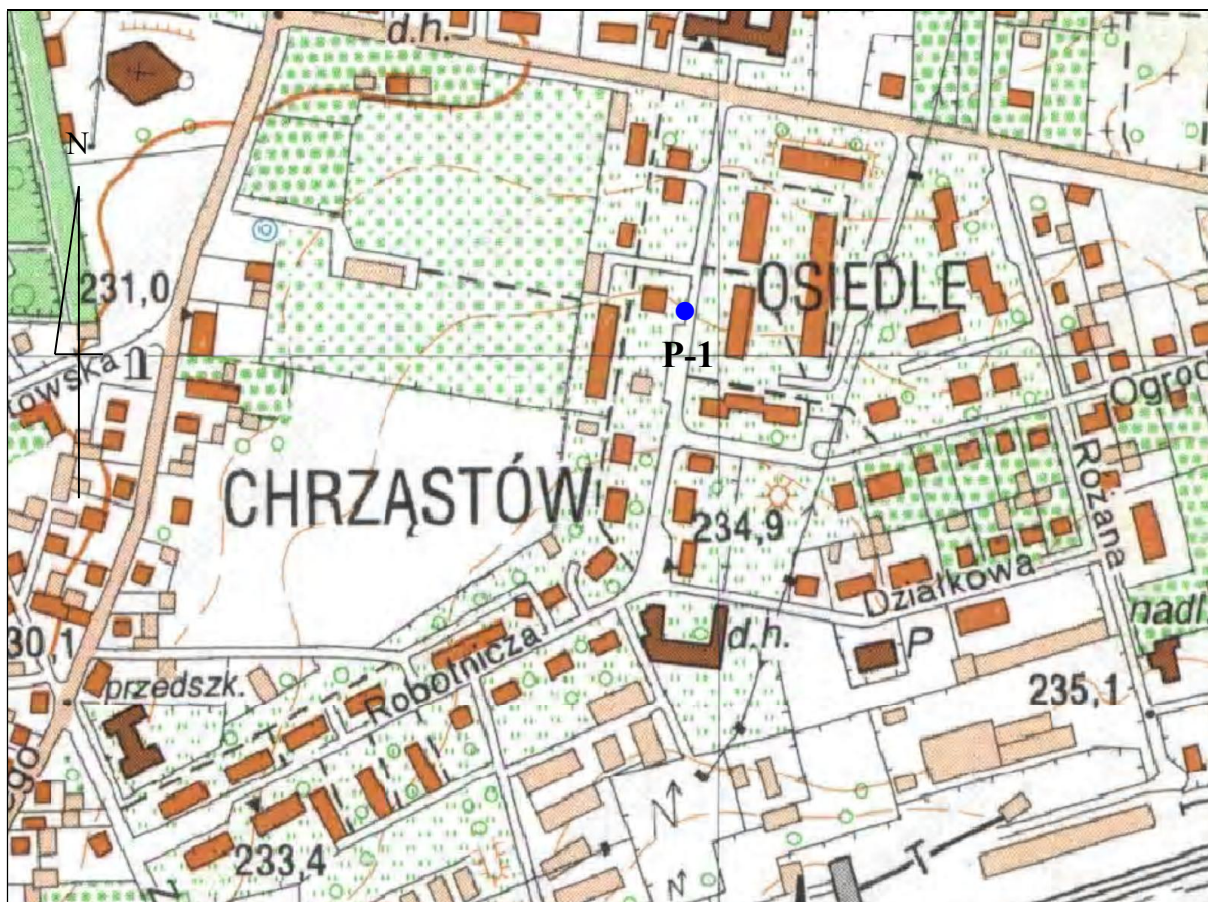 d.h.
N
231,0
OSIEDLE
P-1
owska
Ogrod
CHRZĄSTÓW
234,9
Różana
Działkowa
nadl.
30,1
przedszk.
Robotnicza
d.h.
P
235,1
ego
233,4
N
N
N
T